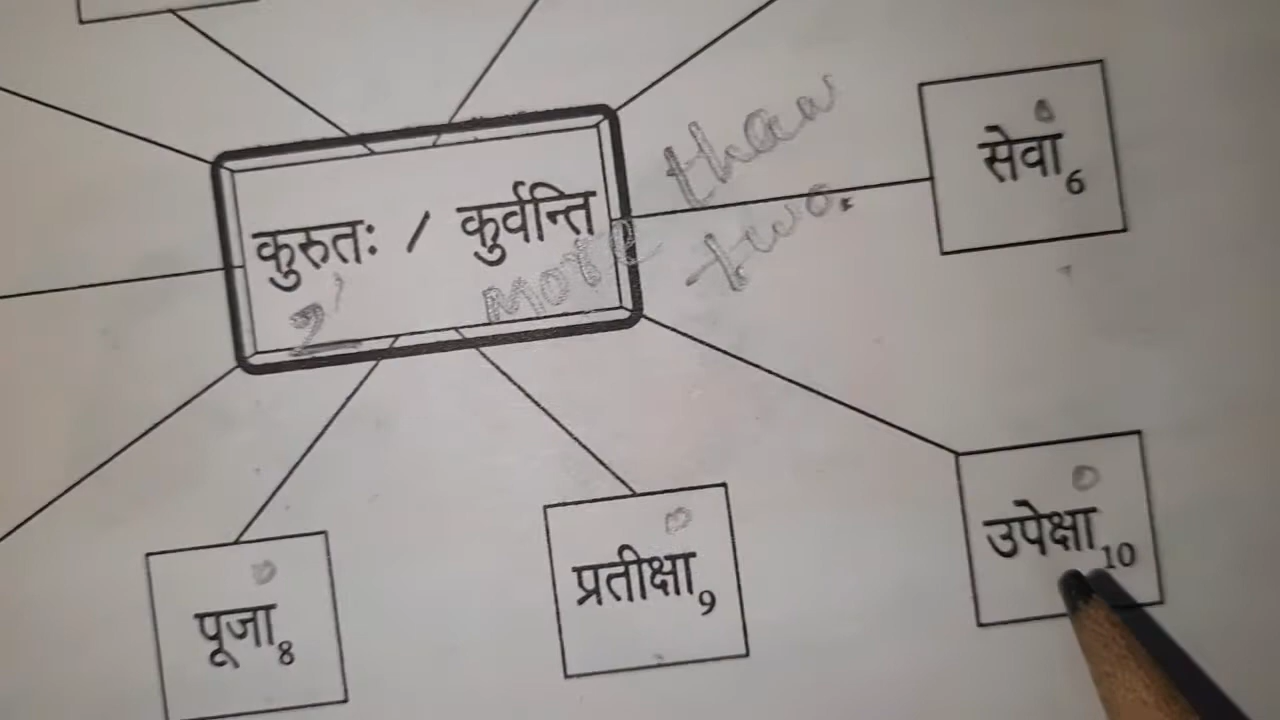 कुरुतः / कुर्वन्ति
2
more than
two.
सेवां 6
पूजां 8
प्रतीक्षां 9
उपेक्षां 10